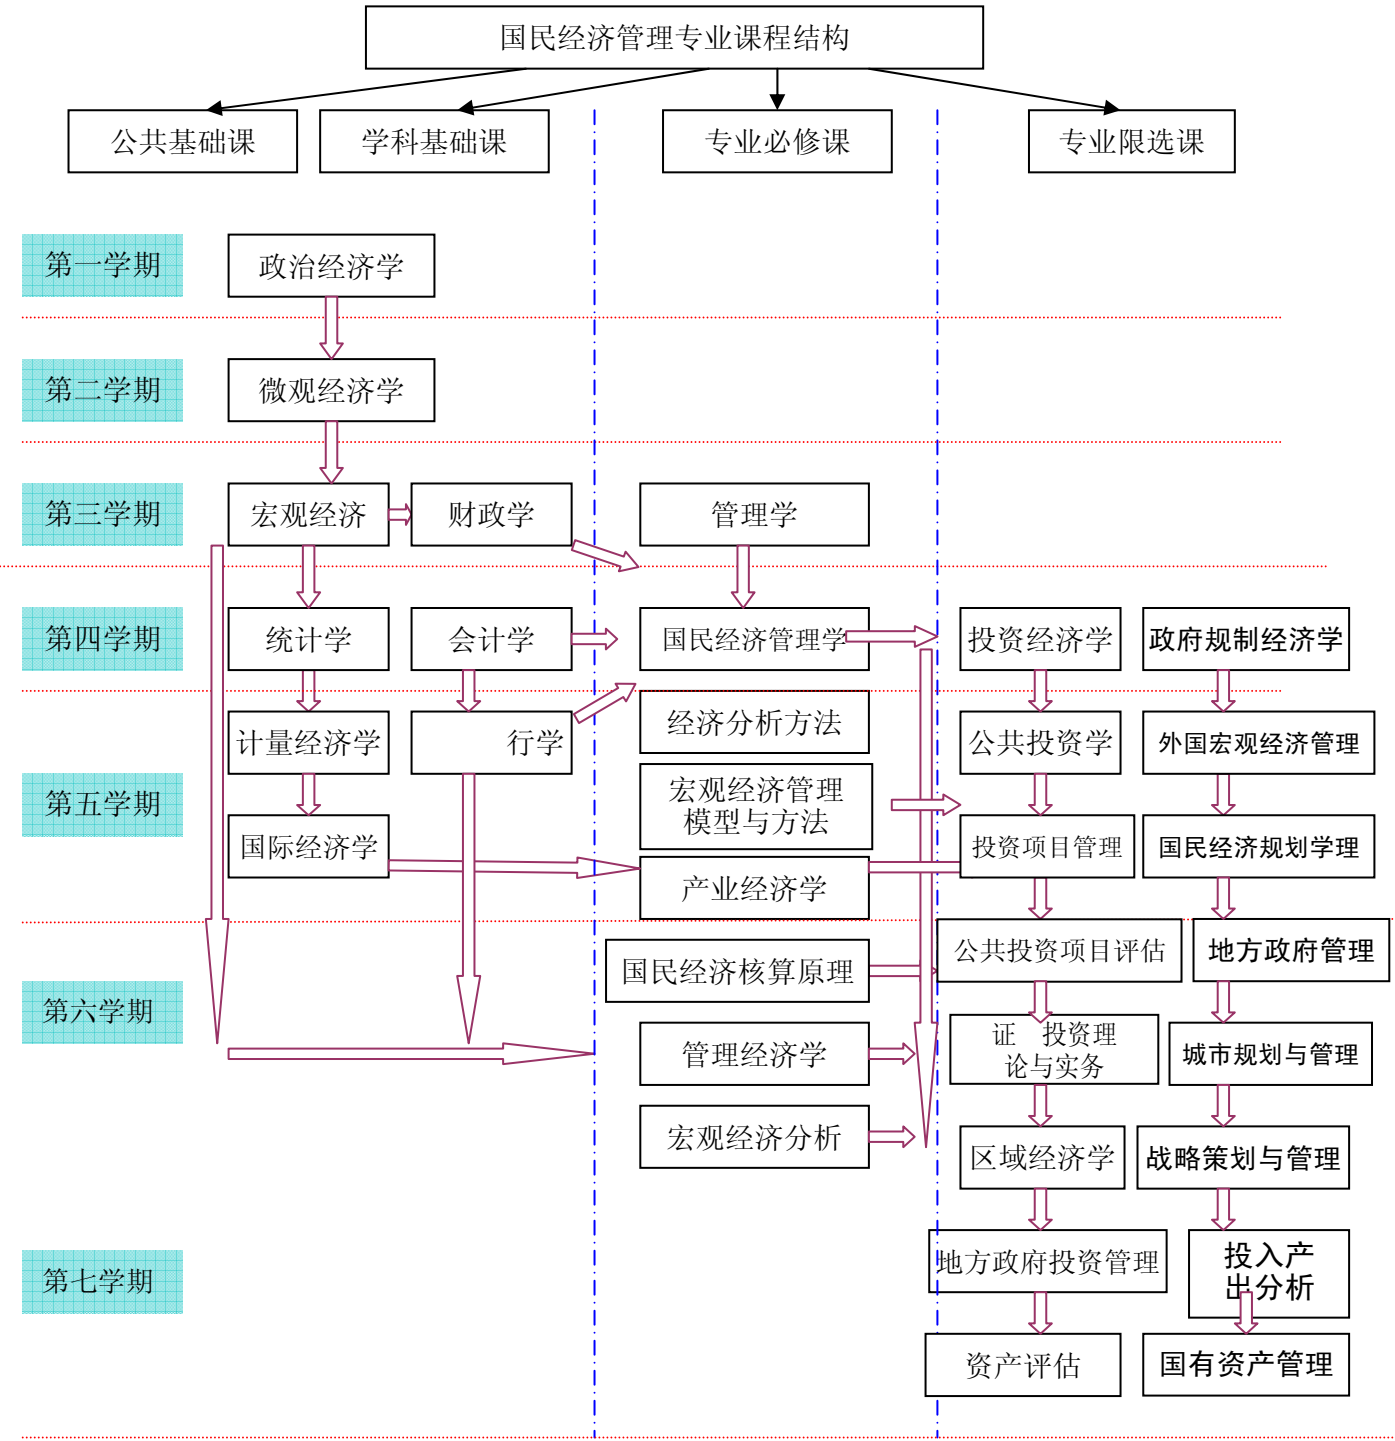 国民经济管理专业课程结构
公共基础课
学科基础课
专业必修课
专业限选课
第一学期
政治经济学
第二学期
微观经济学
第三学期
宏观经济
财政学
管理学
第四学期
统计学
会计学
国民经济管理学
投资经济学
政府规制经济学
计量经济学
行学
经济分析方法
公共投资学
外国宏观经济管理
第五学期
宏观经济管理
模型与方法
国际经济学
投资项目管理
国民经济规划学理
产业经济学
国民经济核算原理
公共投资项目评估
地方政府管理
第六学期
管理经济学
证 投资理
论与实务
城市规划与管理
宏观经济分析
区域经济学
战略策划与管理
第七学期
地方政府投资管理
投入产
出分析
资产评估
国有资产管理